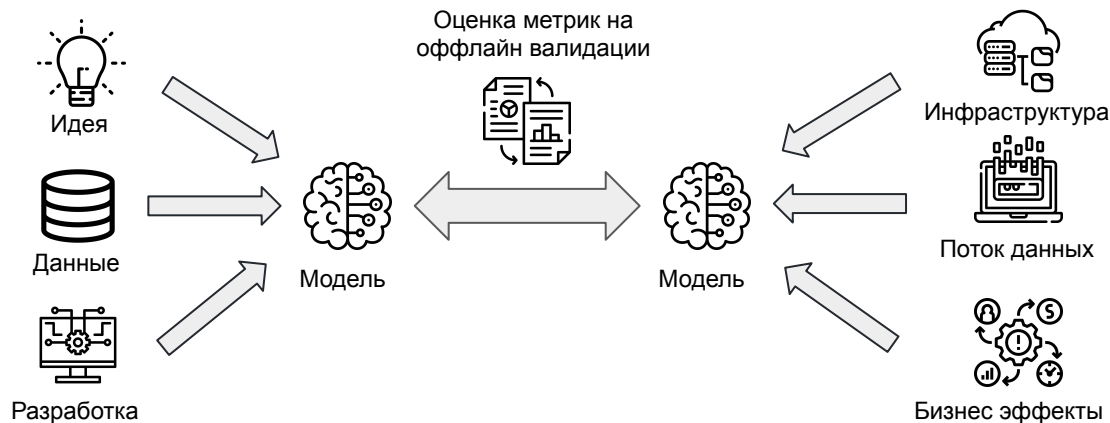 Оценка метрик на
оффлайн валидации
Идея
Данные
Разработка
Модель
Модель
Инфраструктура
Поток данных
Бизнес эффекты